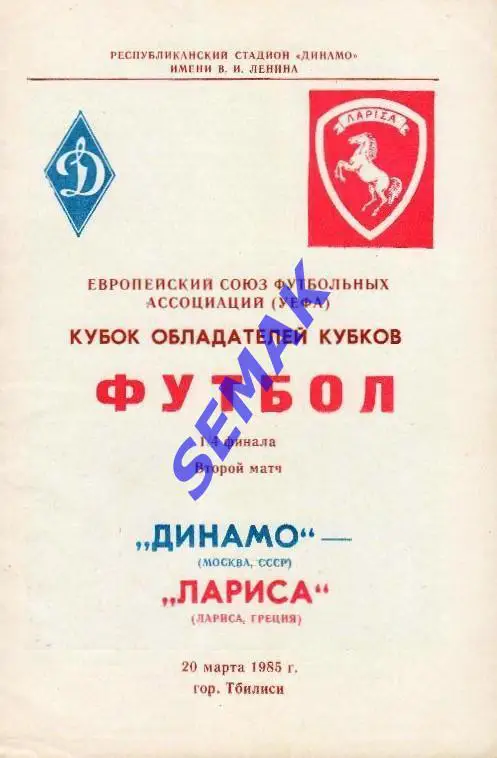 РЕСПУБЛИКАНСКИЙ СТАДИОН «ДИНАМО»
ИМЕНИ В. И. ЛЕНИНА
Д
ΛΑΡΙΣΑ
ЕВРОПЕЙСКИЙ СОЮЗ ФУТБОЛЬНЫХ
АССОЦИАЦИЙ (УЕФА)
КУБОК ОБЛАДАТЕЛЕЙ КУБКОВ
ФУТБОЛ
1/4 финала
Второй матч
„ДИНАМО“ —
(МОСКВА, СССР)
„ЛАРИСА“
(ЛАРИСА, ГРЕЦИЯ)
20 марта 1985 г.
гор. Тбилиси
SEMAK